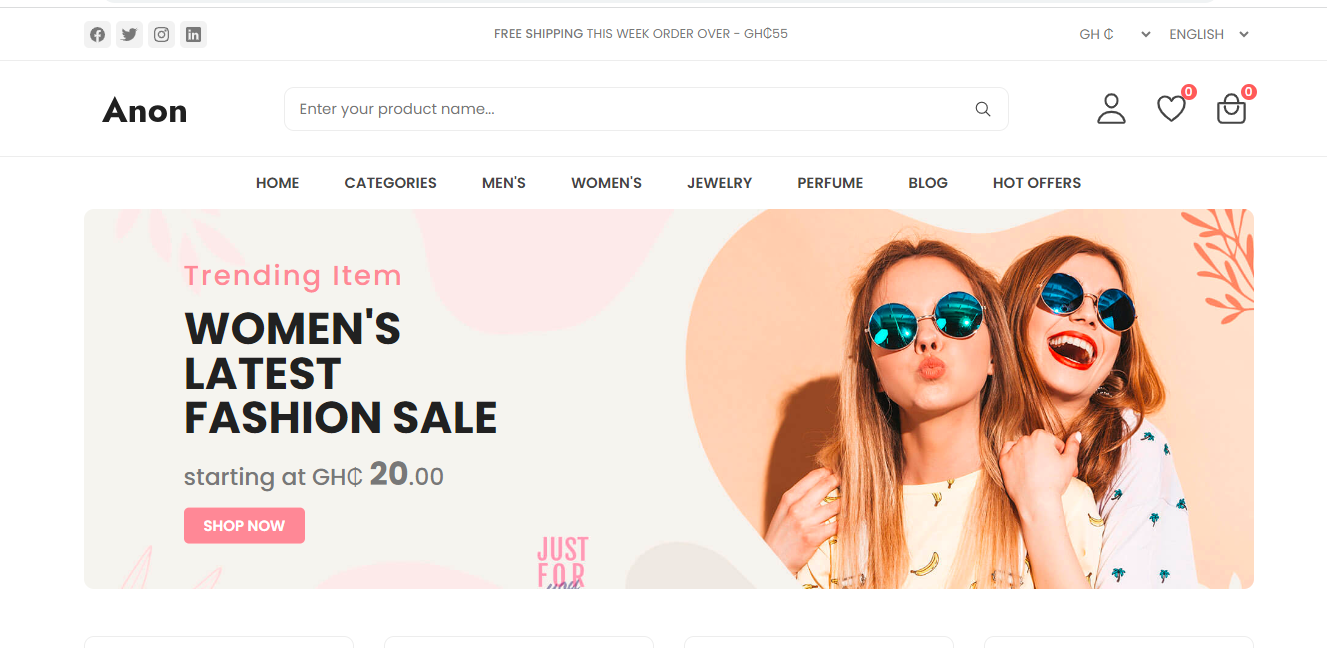 FREE SHIPPING THIS WEEK ORDER OVER - GH₵55
GH ₵
ENGLISH
Anon
Enter your product name...
0
0
HOME
CATEGORIES
MEN'S
WOMEN'S
JEWELRY
PERFUME
BLOG
HOT OFFERS
Trending Item
WOMEN'S
LATEST
FASHION SALE
starting at GH₵ 20.00
SHOP NOW
JUST
FOR
you